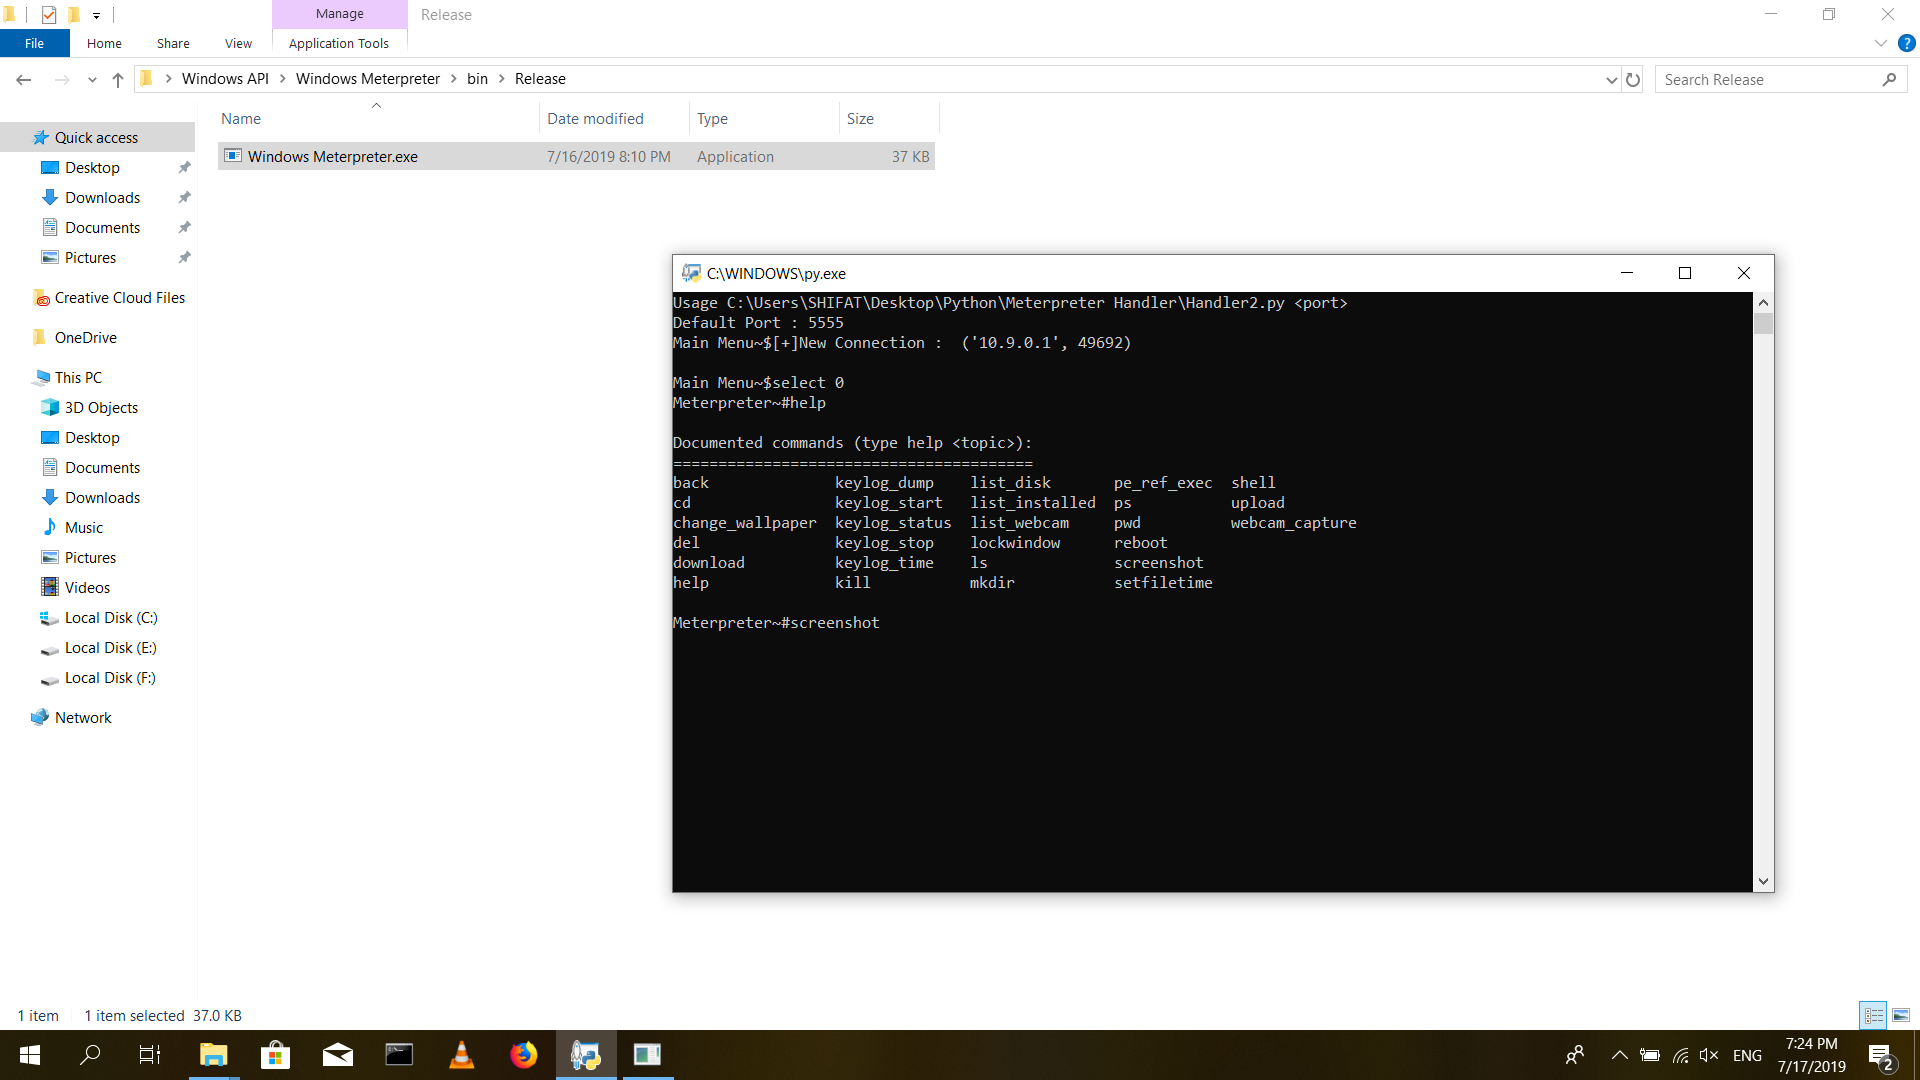 Manage
Release
File
Home
Share
View
Application Tools
Windows API
Windows Meterpreter
bin
Release
Search Release
Name
Date modified
Type
Size
Windows Meterpreter.exe
7/16/2019 8:10 PM
Application
37 KB
Quick access
Desktop
Downloads
Documents
Pictures
Creative Cloud Files
OneDrive
This PC
3D Objects
Desktop
Documents
Downloads
Music
Pictures
Videos
Local Disk (C:)
Local Disk (E:)
Local Disk (F:)
Network
C:\WINDOWS\py.exe
Usage C:\Users\SHIFAT\Desktop\Python\Meterpreter Handler\Handler2.py <port>
Default Port : 5555
Main Menu~$[+]New Connection :  ('10.9.0.1', 49692)
Main Menu~$select 0
Meterpreter~#help
Documented commands (type help <topic>):
========================================
back              keylog_dump    list_disk       pe_ref_exec  shell
cd                keylog_start   list_installed  ps           upload
change_wallpaper  keylog_status  list_webcam     pwd          webcam_capture
del               keylog_stop    lockwindow      reboot
download          keylog_time    ls              screenshot
help              kill           mkdir           setfiletime
Meterpreter~#screenshot
1 item
1 item selected  37.0 KB
ENG
7:24 PM
7/17/2019
2